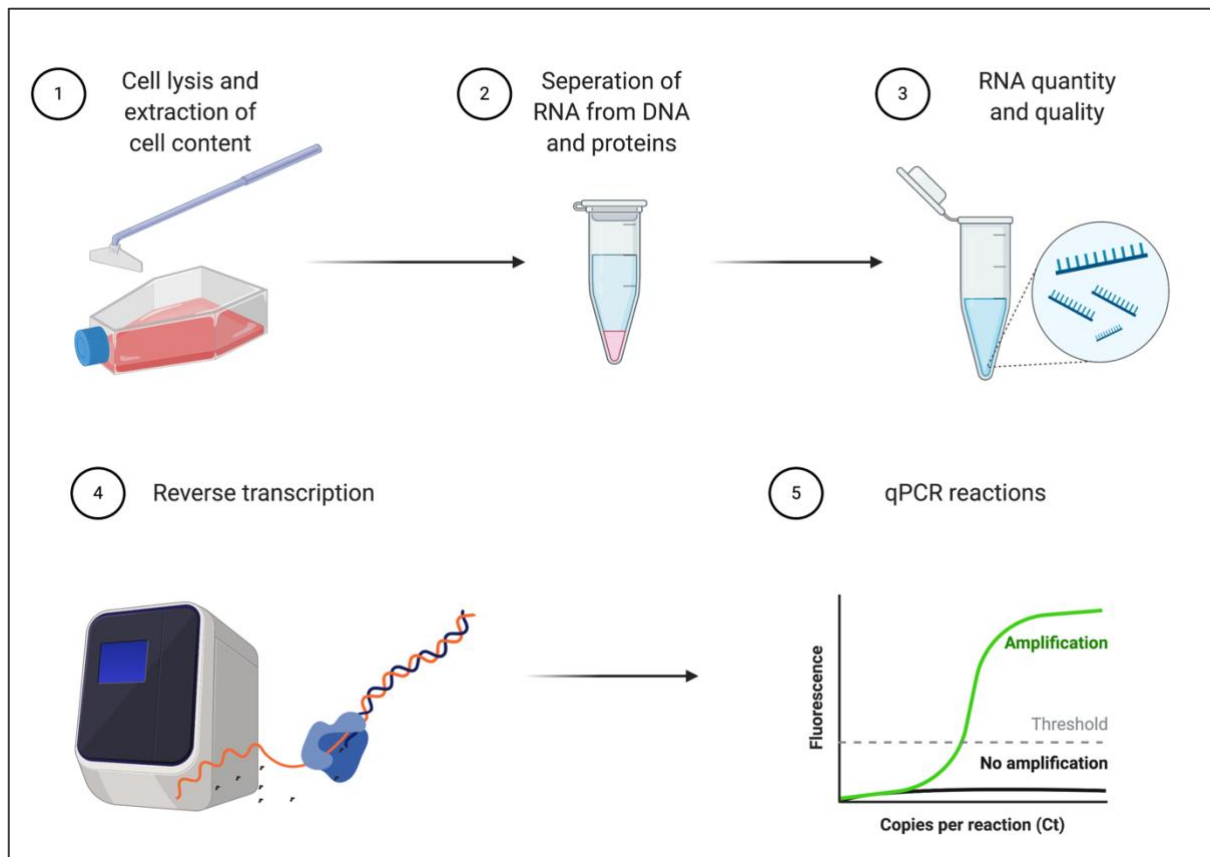 1
Cell lysis and
extraction of
cell content
2
Seperation of
RNA from DNA
and proteins
3
RNA quantity
and quality
4
Reverse transcription
5
qPCR reactions
Fluorescence
Amplification
Threshold
No amplification
Copies per reaction (Ct)